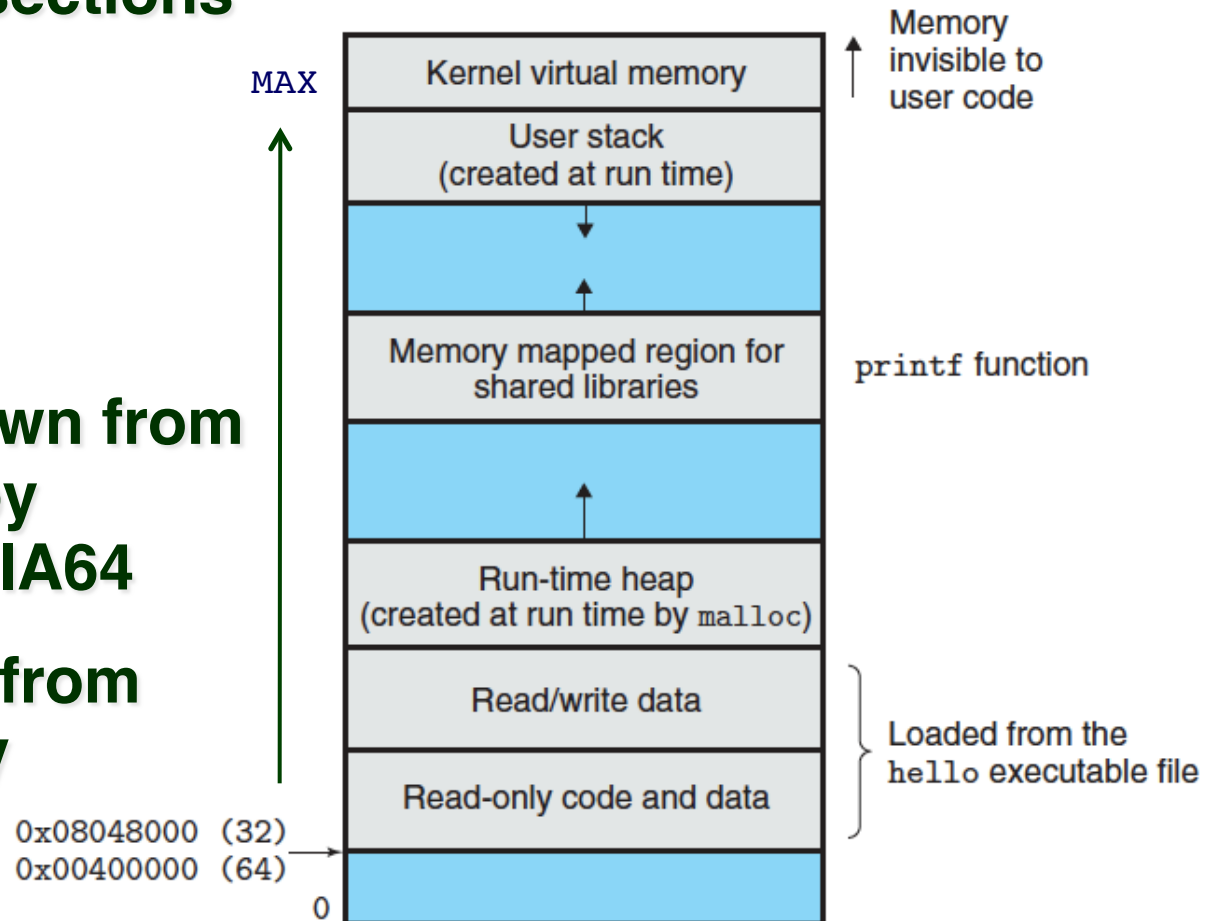 sections
MAX
Kernel virtual memory
Memory
invisible to
user code
User stack
(created at run time)
Memory mapped region for
shared libraries
printf function
wn from
IA64
from
Run-time heap
(created at run time by malloc)
Read/write data
Read-only code and data
Loaded from the
hello executable file
0x08048000 (32)
0x00400000 (64)
0